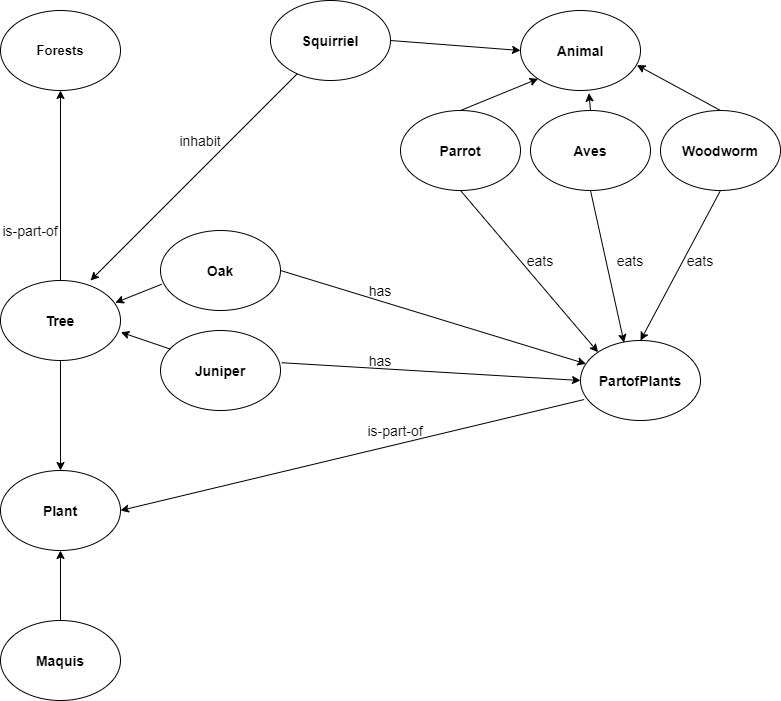 Forests
Squirriel
Animal
inhabit
Parrot
Aves
Woodworm
is-part-of
Oak
eats
eats
eats
has
Tree
Juniper
has
PartofPlants
is-part-of
Plant
Maquis